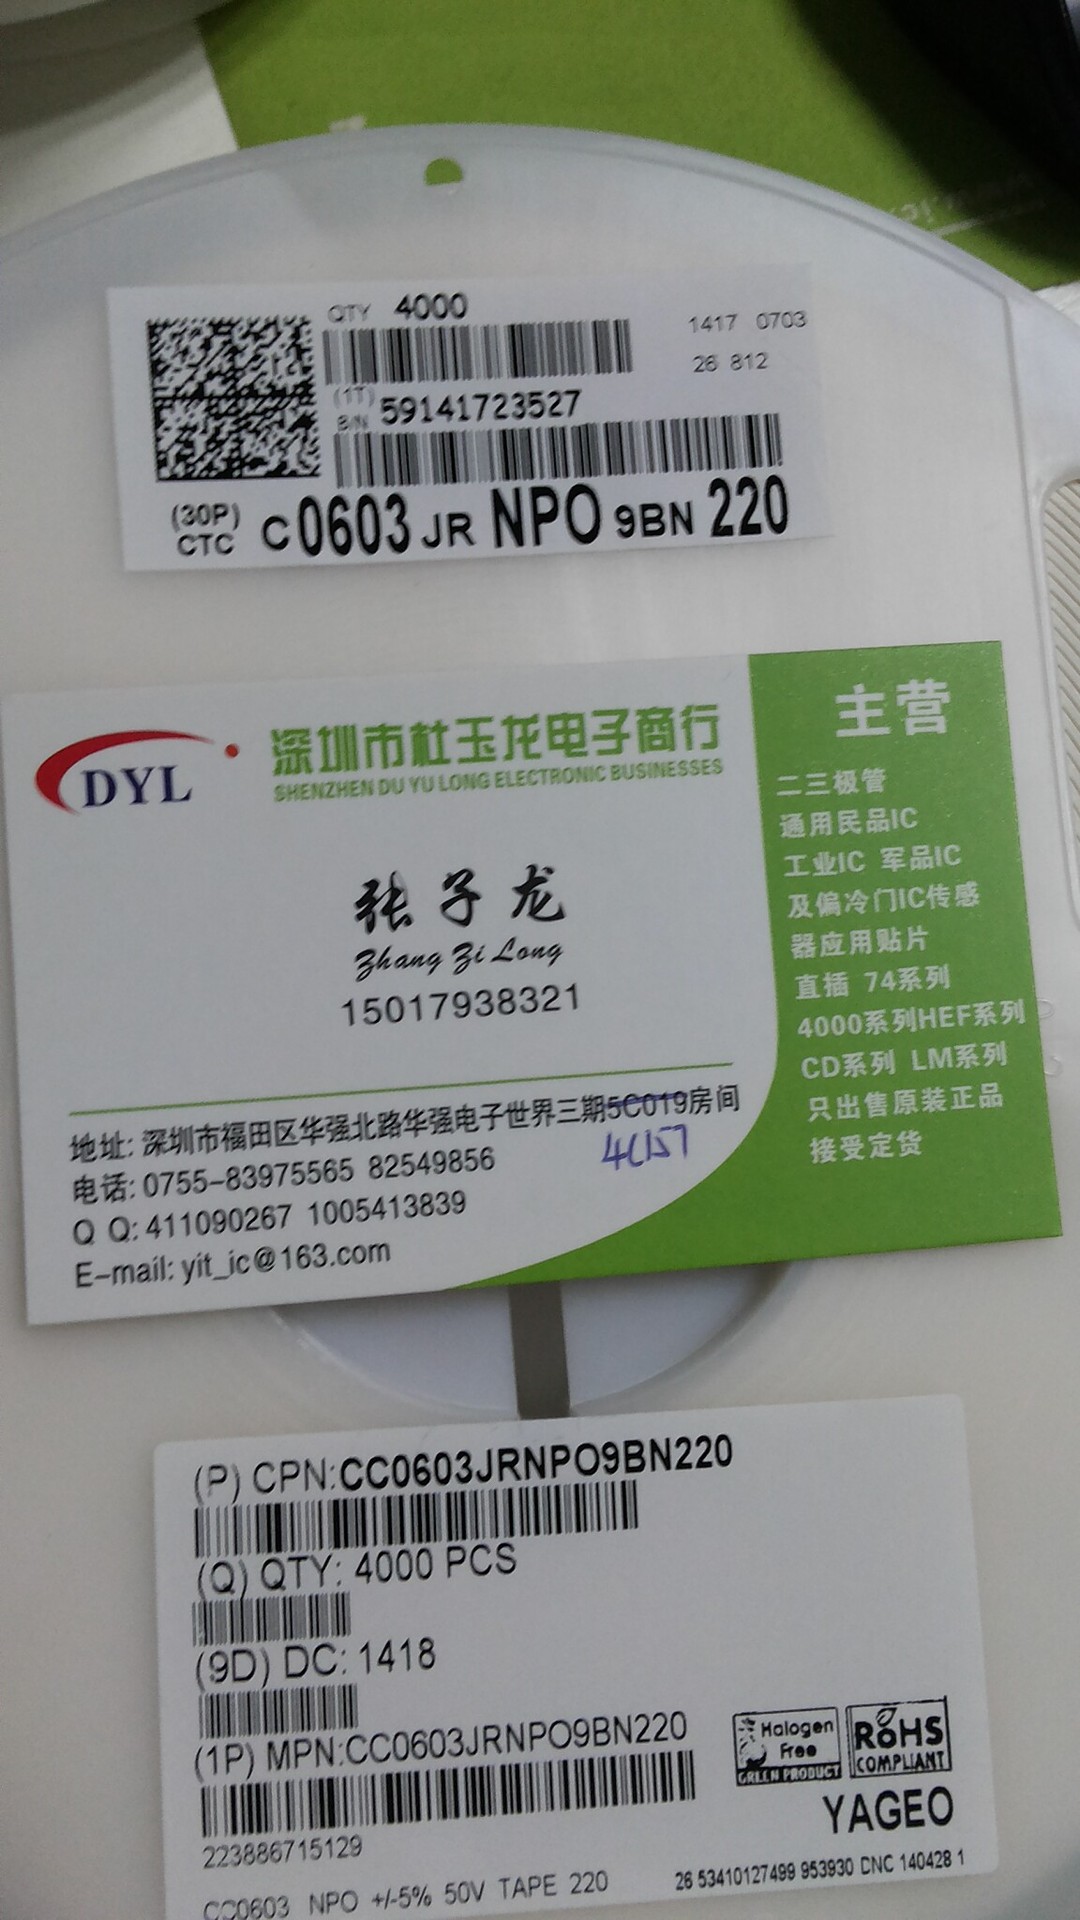 QTY 4000
1417 0703
26 812
(1T)
B/N 59141723527
(30P)
CTC
C 0603 JR NPO 9BN 220
DYL
深圳市杜玉龙电子商行
SHENZHEN DU YU LONG ELECTRONIC BUSINESSES
张子龙
Zhang Zi Long
15017938321
地址: 深圳市福田区华强北路华强电子世界三期5C019房间
4C157
电话: 0755-83975565 82549856
Q Q: 411090267 1005413839
E-mail: yit_ic@163.com
主营
二三极管
通用民品IC
工业IC 军品IC
及偏冷门IC传感
器应用贴片
直插 74系列
4000系列HEF系列
CD系列 LM系列
只出售原装正品
接受定货
(P) CPN:CC0603JRNPO9BN220
(Q) QTY: 4000 PCS
(9D) DC: 1418
(1P) MPN:CC0603JRNPO9BN220
223886715129
Halogen
Free
GREEN PRODUCT
RoHS
COMPLIANT
YAGEO
CC0603 NPO +/-5% 50V TAPE 220
26 53410127499 953930 DNC 140428 1